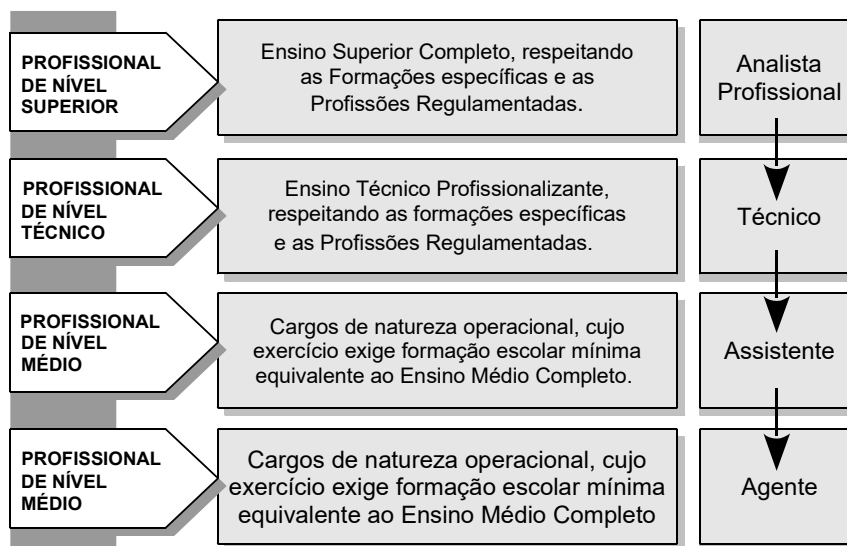 PROFISSIONAL
DE NÍVEL
SUPERIOR
Ensino Superior Completo, respeitando
as Formações específicas e as
Profissões Regulamentadas.
Analista
Profissional
PROFISSIONAL
DE NÍVEL
TÉCNICO
Ensino Técnico Profissionalizante,
respeitando as formações específicas
e as Profissões Regulamentadas.
Técnico
PROFISSIONAL
DE NÍVEL
MÉDIO
Cargos de natureza operacional, cujo
exercício exige formação escolar mínima
equivalente ao Ensino Médio Completo.
Assistente
PROFISSIONAL
DE NÍVEL
MÉDIO
Cargos de natureza operacional, cujo
exercício exige formação escolar mínima
equivalente ao Ensino Médio Completo
Agente